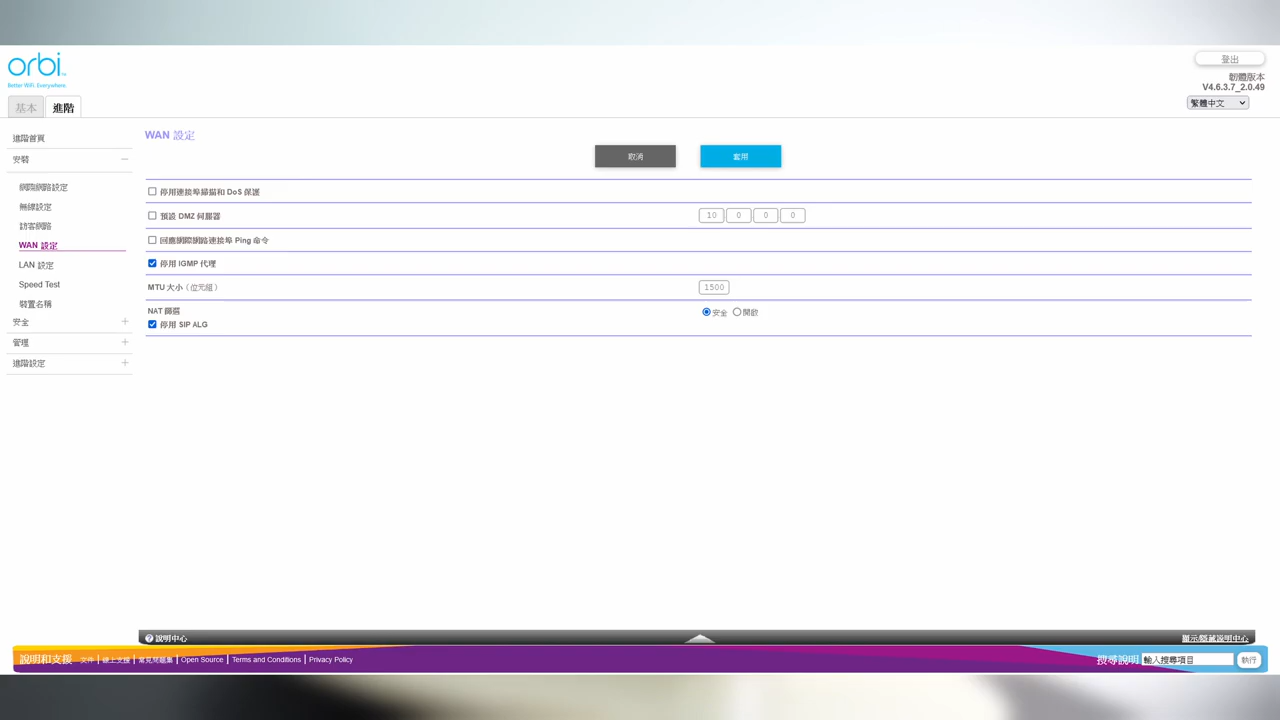 orbi™
Better WiFi. Everywhere.
登出
韌體版本
V4.6.3.7_2.0.49
基本 進階
繁體中文
進階首頁
安裝
網際網路設定
無線設定
訪客網路
WAN 設定
LAN 設定
Speed Test
裝置名稱
安全
管理
進階設定
WAN 設定
取消 套用
停用連接埠掃描和 DoS 保護
預設 DMZ 伺服器 10 0 0 0
回應網際網路連接埠 Ping 命令
停用 IGMP 代理
MTU 大小（位元組） 1500
NAT 篩選 安全 開啟
停用 SIP ALG
說明中心 顯示/隱藏說明中心
說明和支援 文件 | 線上支援 | 常見問題集 | Open Source | Terms and Conditions | Privacy Policy 搜尋說明 輸入搜尋項目 執行